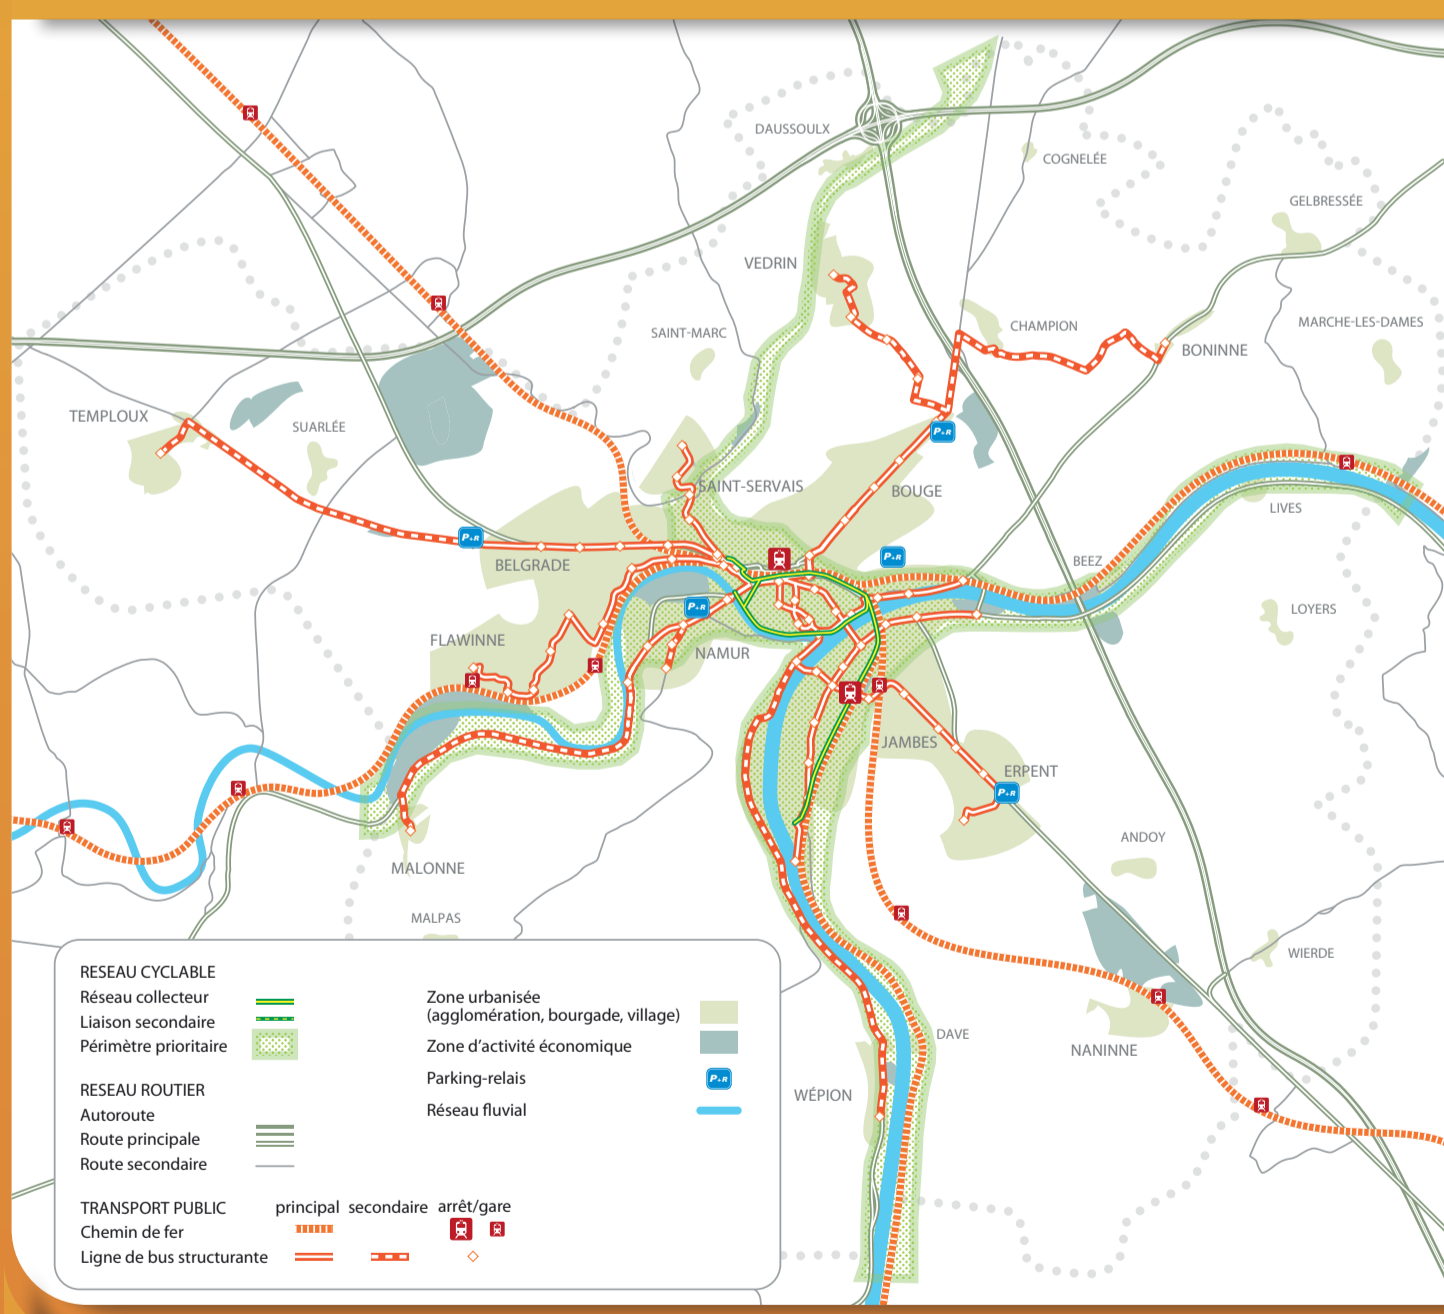 DAUSSOULX
COGNELÉE
GELBRESSÉE
VEDRIN
SAINT-MARC
CHAMPION
MARCHE-LES-DAMES
BONINNE
TEMPLOUX
SUARLÉE
P+R
SAINT-SERVAIS
BOUGE
LIVES
P+R
BELGRADE
P+R
BEEZ
LOYERS
P+R
FLAWINNE
NAMUR
JAMBES
ERPENT
P+R
ANDOY
MALONNE
MALPAS
WIERDE
DAVE
NANINNE
WÉPION
RESEAU CYCLABLE
Réseau collecteur
Liaison secondaire
Périmètre prioritaire
RESEAU ROUTIER
Autoroute
Route principale
Route secondaire
TRANSPORT PUBLIC principal secondaire arrêt/gare
Chemin de fer
Ligne de bus structurante
Zone urbanisée
(agglomération, bourgade, village)
Zone d'activité économique
Parking-relais P+R
Réseau fluvial